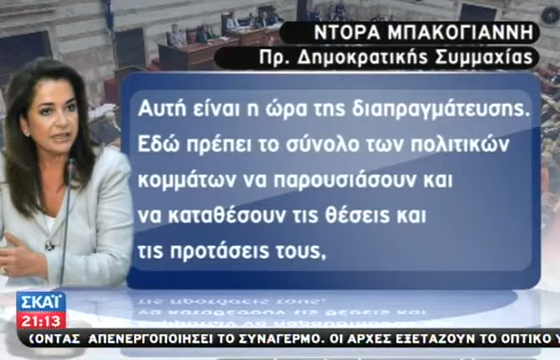 ΝΤΟΡΑ ΜΠΑΚΟΓΙΑΝΝΗ
Πρ. Δημοκρατικής Συμμαχίας
Αυτή είναι η ώρα της διαπραγμάτευσης.
Εδώ πρέπει το σύνολο των πολιτικών
κομμάτων να παρουσιάσουν και
να καταθέσουν τις θέσεις και
τις προτάσεις τους,
ΣΚΑΪ
21:13
ΚΟΝΤΑΣ ΑΠΕΝΕΡΓΟΠΟΙΗΣΕΙ ΤΟ ΣΥΝΑΓΕΡΜΟ. ΟΙ ΑΡΧΕΣ ΕΞΕΤΑΖΟΥΝ ΤΟ ΟΠΤΙΚΟ